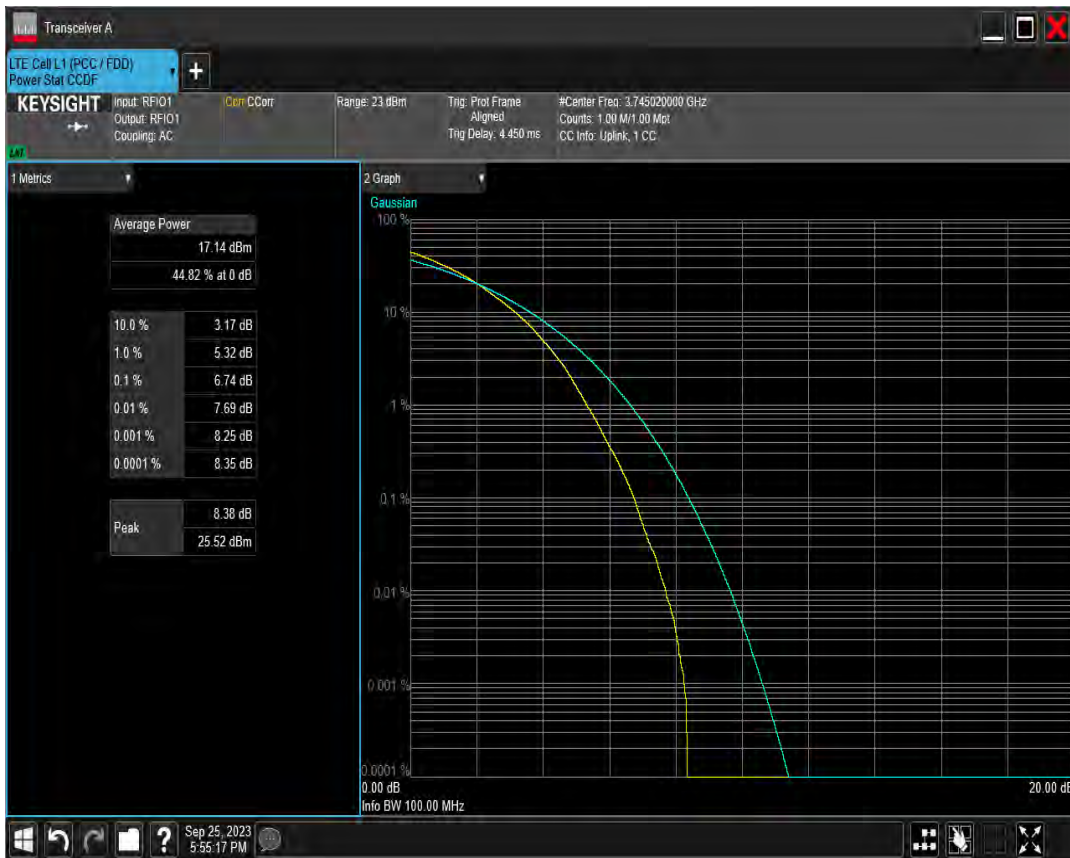 Transceiver A
LTE Cell L1 (PCC / FDD)
Power Stat CCDF
KEYSIGHT
Input: RFIO1
Output: RFIO1
Coupling: AC
Corr CCorr
Range: 23 dBm
Trig: Prot Frame
Aligned
Trig Delay: 4.450 ms
#Center Freq: 3.745020000 GHz
Counts: 1.00 M/1.00 Mpt
CC Info: Uplink, 1 CC
1 Metrics
Average Power
17.14 dBm
44.82 % at 0 dB
10.0 % 3.17 dB
1.0 % 5.32 dB
0.1 % 6.74 dB
0.01 % 7.69 dB
0.001 % 8.25 dB
0.0001 % 8.35 dB
Peak
8.38 dB
25.52 dBm
2 Graph
Gaussian
100 %
10 %
1 %
0.1 %
0.01 %
0.001 %
0.0001 %
0.00 dB
20.00 dB
Info BW 100.00 MHz
Sep 25, 2023
5:55:17 PM